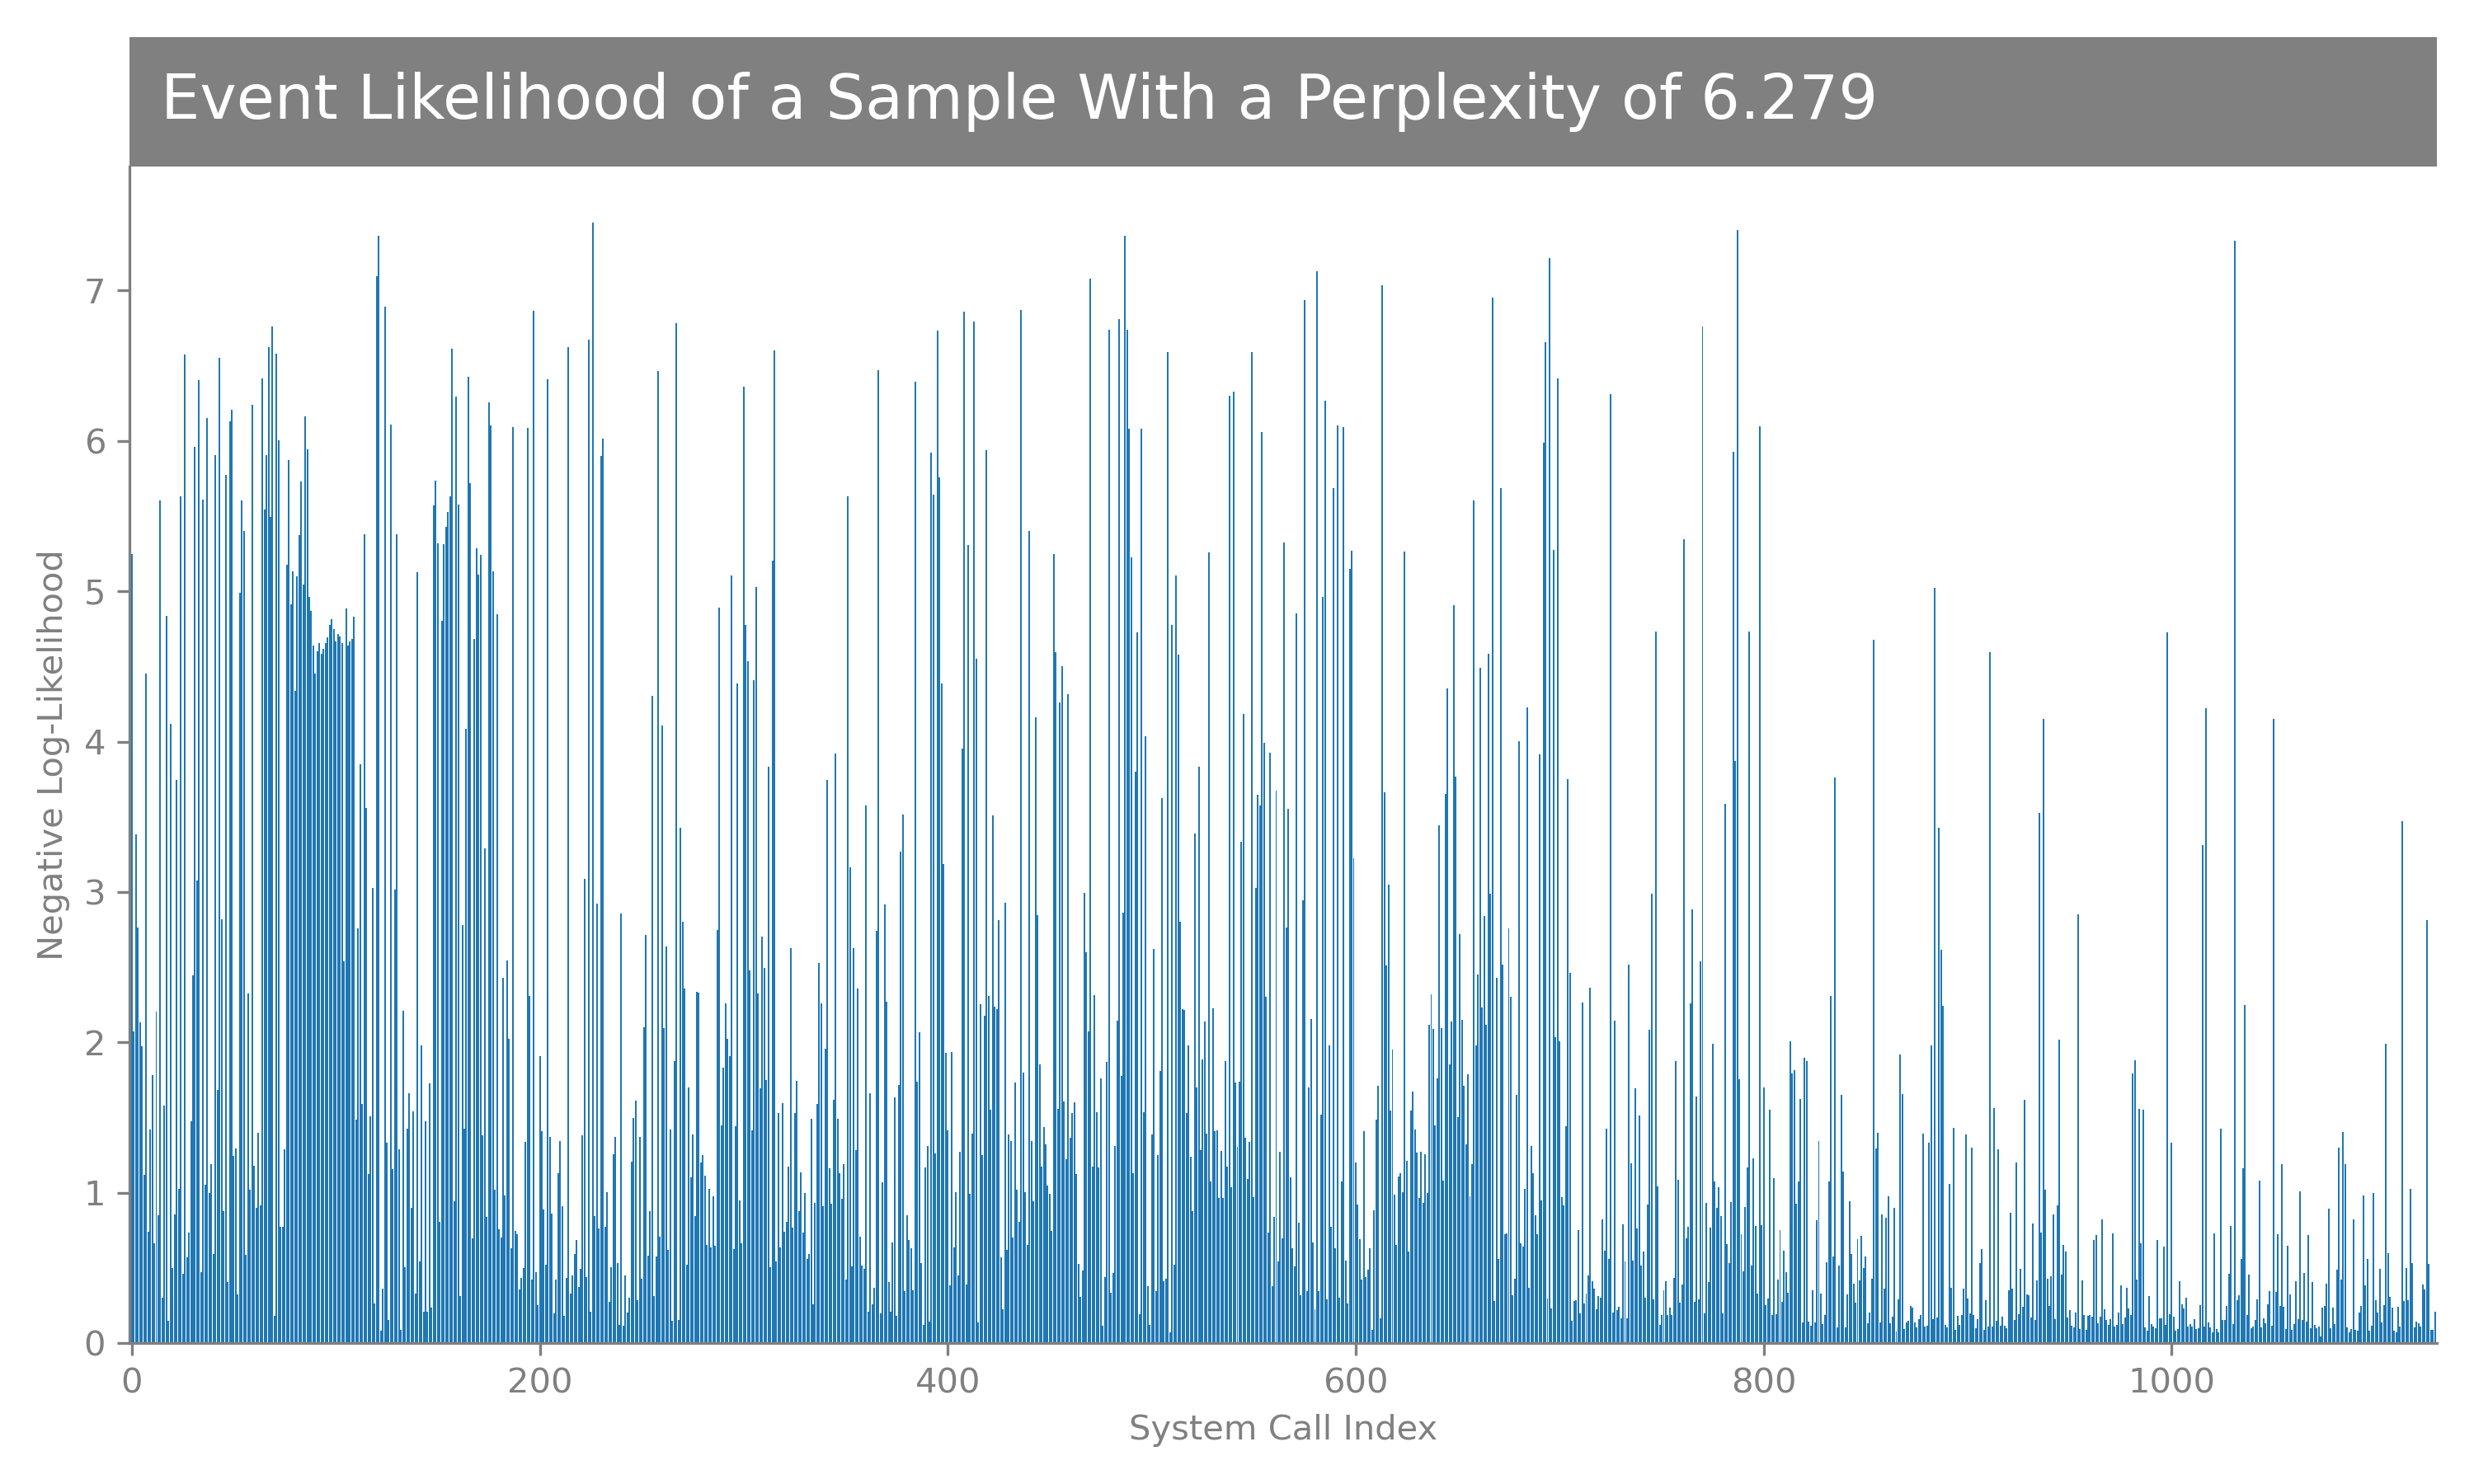 Event Likelihood of a Sample With a Perplexity of 6.279
Negative Log-Likelihood
7
6
5
4
3
2
1
0
0 200 400 600 800 1000
System Call Index